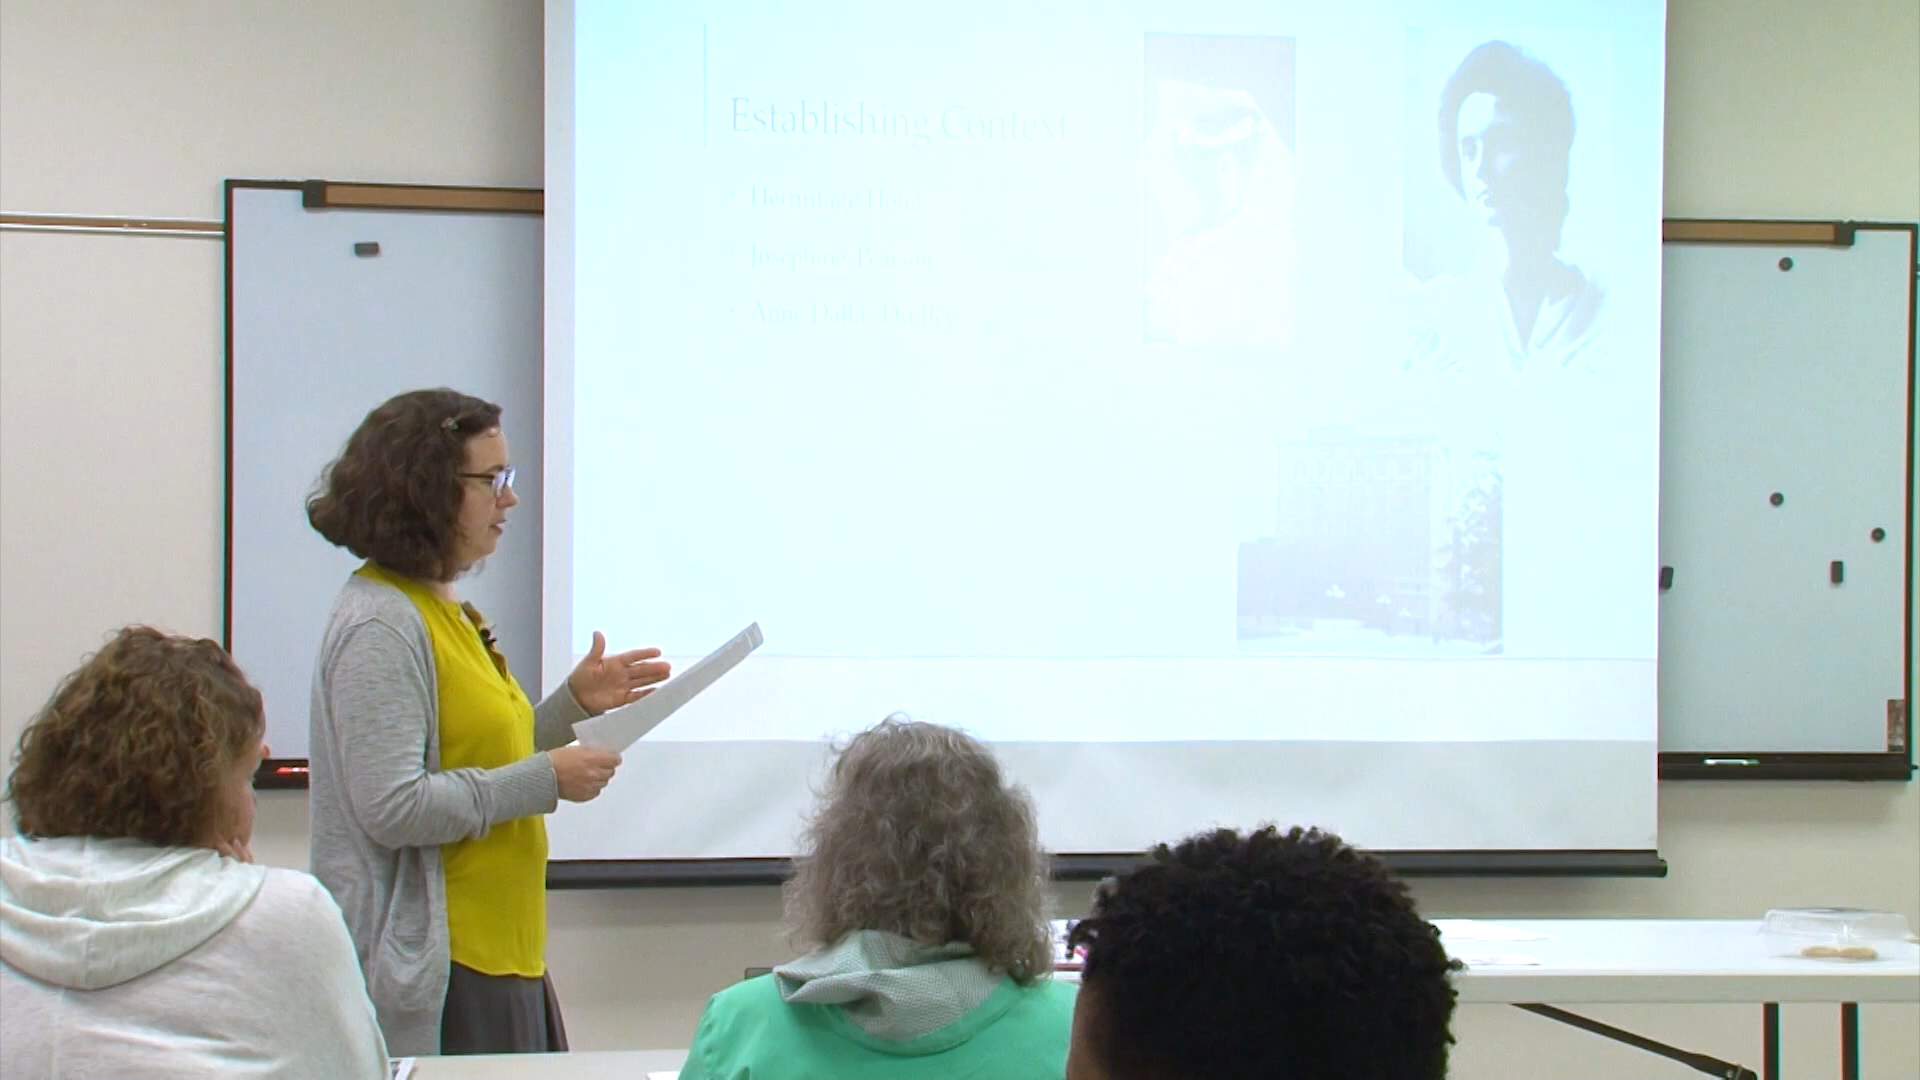 Establishing Context
• Hermitage Hotel
• Josephine Pearson
• Anne Dallas Dudley